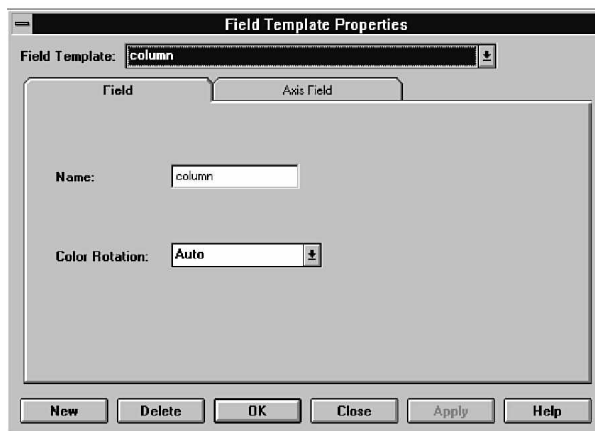 Field Template Properties
Field Template: column
Field Axis Field
Name: column
Color Rotation: Auto
New Delete OK Close Apply Help